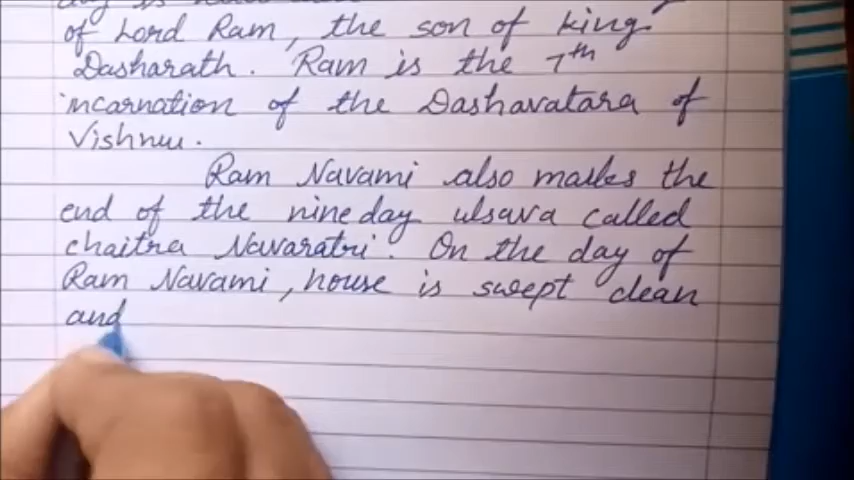 day is
of Lord Ram, the son of king
Dasharath. Ram is the 7th
incarnation of the Dashavatara of
Vishnu.
Ram Navami also marks the
end of the nine day utsava called
chaitra Navaratri. On the day of
Ram Navami, house is swept clean
and